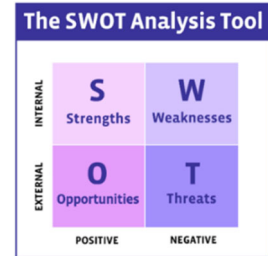 The SWOT Analysis Tool
INTERNAL
S
Strengths
W
Weaknesses
EXTERNAL
O
Opportunities
T
Threats
POSITIVE
NEGATIVE